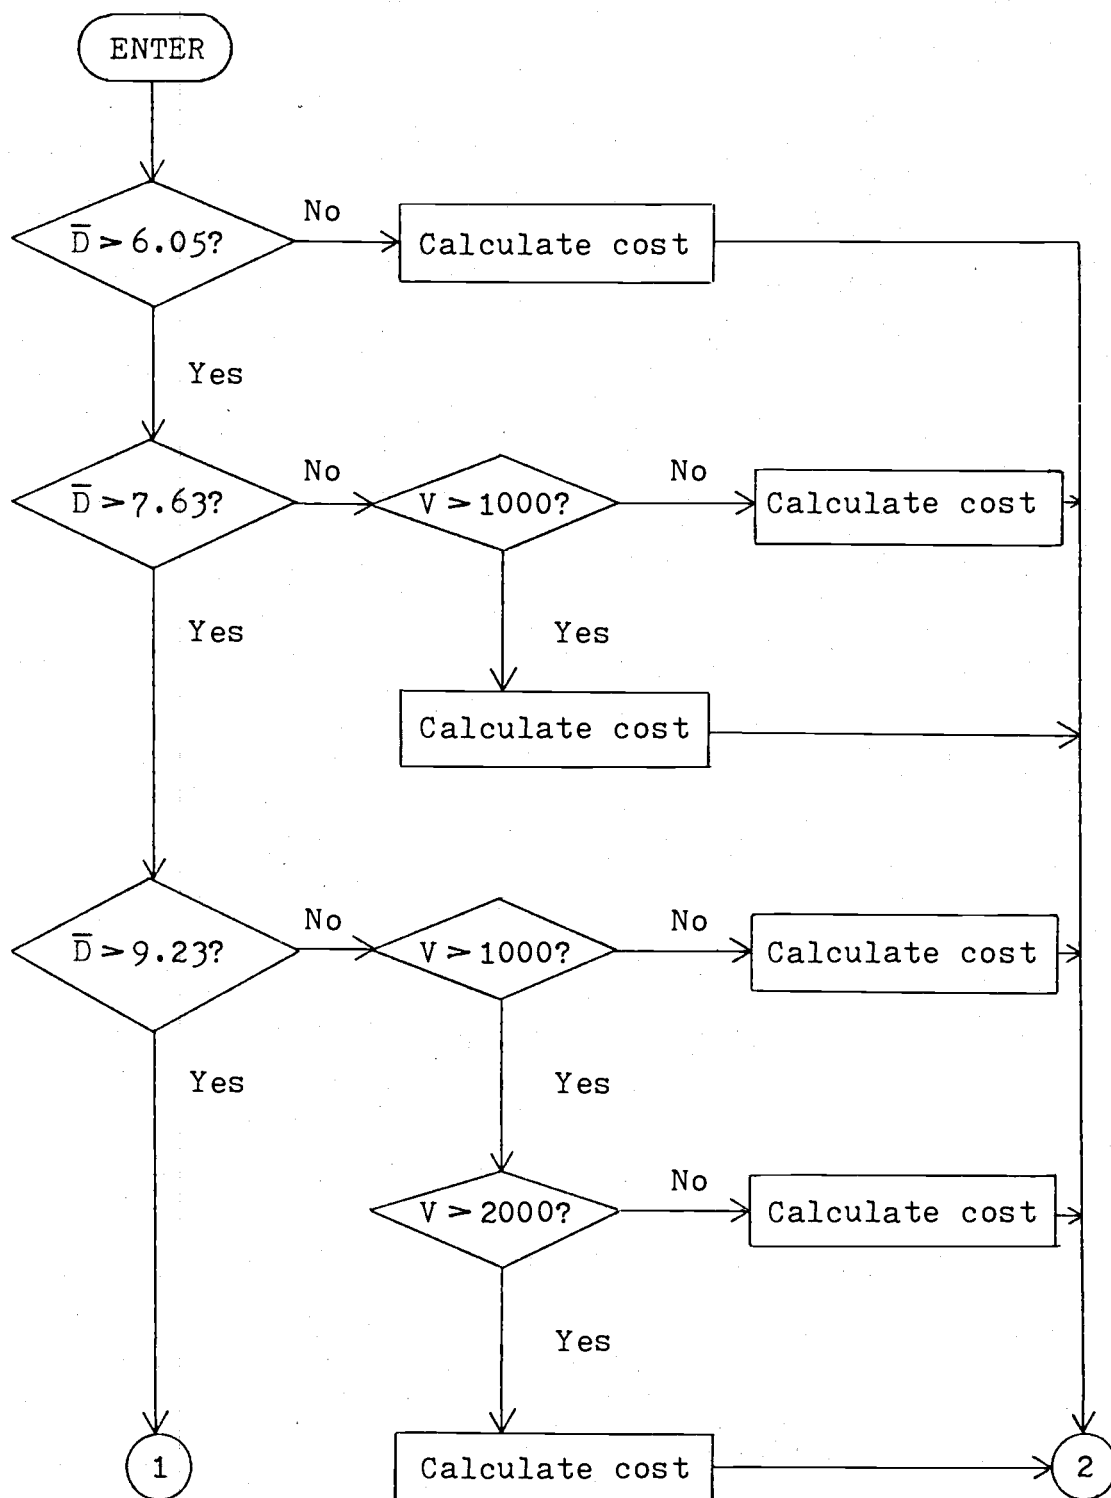 ENTER
D̅ > 6.05?
No
Calculate cost
Yes
D̅ > 7.63?
No
V > 1000?
No
Calculate cost
Yes
Yes
Calculate cost
D̅ > 9.23?
No
V > 1000?
No
Calculate cost
Yes
Yes
V > 2000?
No
Calculate cost
Yes
1
Calculate cost
2